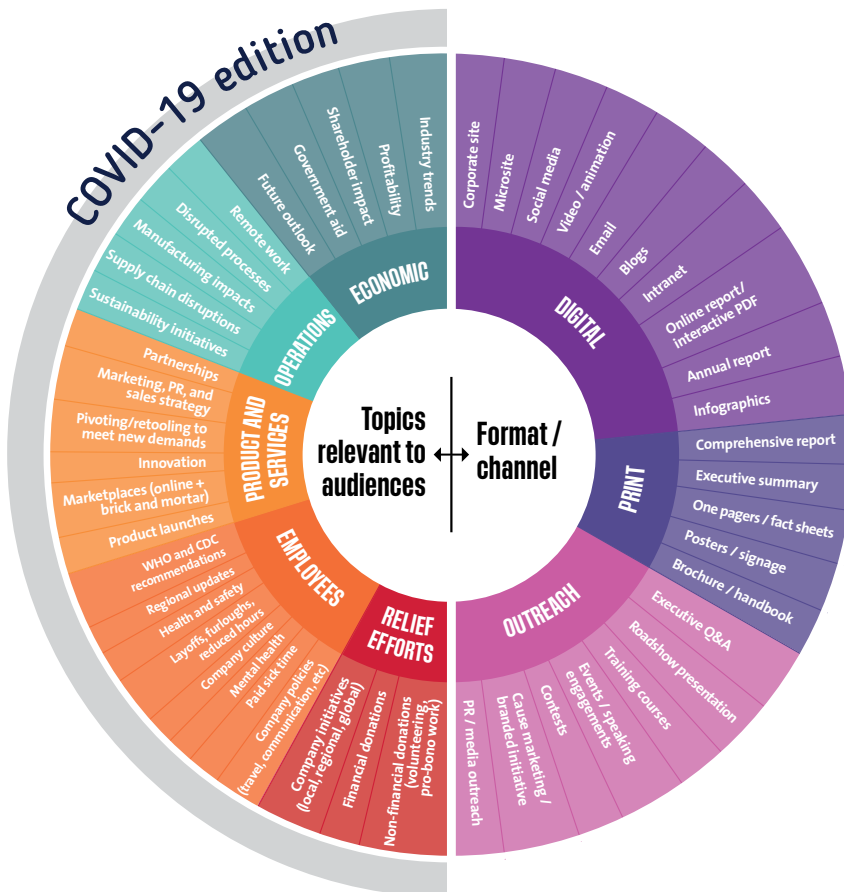 COVID-19 edition
Topics
relevant to
audiences
Format /
channel
ECONOMIC
Industry trends
Profitability
Shareholder impact
Government aid
Future outlook
OPERATIONS
Remote work
Disrupted processes
Manufacturing impacts
Supply chain disruptions
Sustainability initiatives
PRODUCT AND
SERVICES
Partnerships
Marketing, PR, and
sales strategy
Pivoting/retooling to
meet new demands
Innovation
Marketplaces (online +
brick and mortar)
Product launches
EMPLOYEES
WHO and CDC
recommendations
Regional updates
Health and safety
Layoffs, furloughs,
reduced hours
Company culture
Mental health
Paid sick time
Company policies
(travel, communication, etc)
RELIEF
EFFORTS
Company initiatives
(local, regional, global)
Financial donations
Non-financial donations
(volunteering,
pro-bono work)
DIGITAL
Corporate site
Microsite
Social media
Video / animation
Email
Blogs
Intranet
Online report/
interactive PDF
Annual report
Infographics
PRINT
Comprehensive report
Executive summary
One pagers / fact sheets
Posters / signage
Brochure / handbook
OUTREACH
Executive Q&A
Roadshow presentation
Training courses
Events / speaking
engagements
Contests
Cause marketing /
branded initiative
PR / media outreach